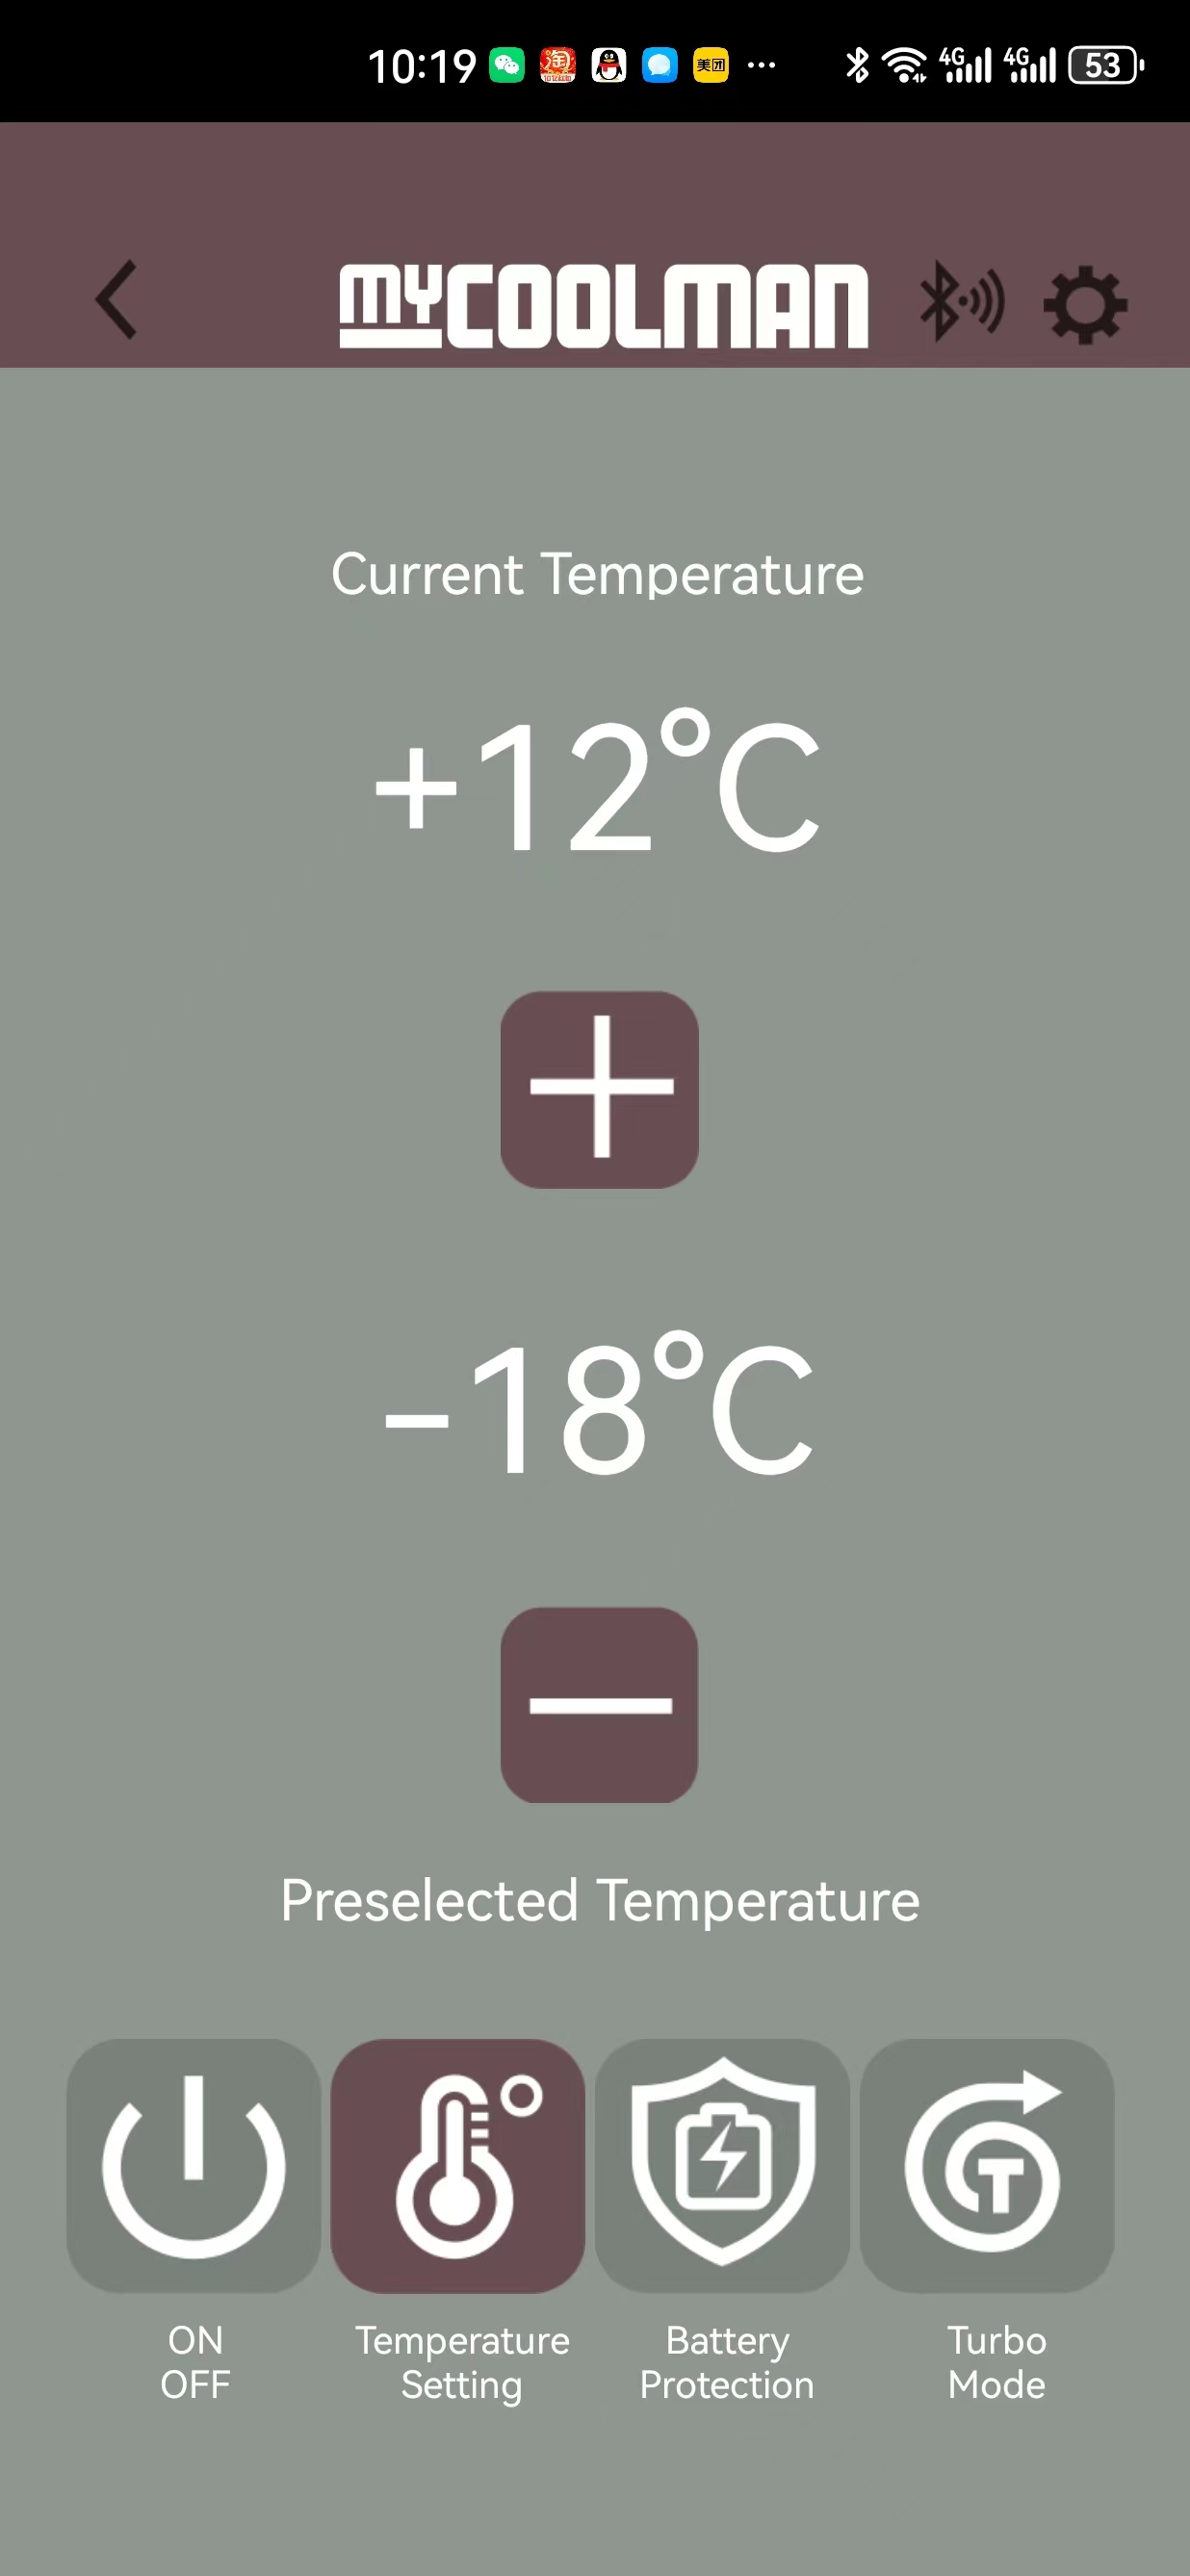 10:19 淘 美团 4G 4G 53
myCOOLMAN
Current Temperature
+12°C
-18°C
Preselected Temperature
T
ON
OFF
Temperature
Setting
Battery
Protection
Turbo
Mode